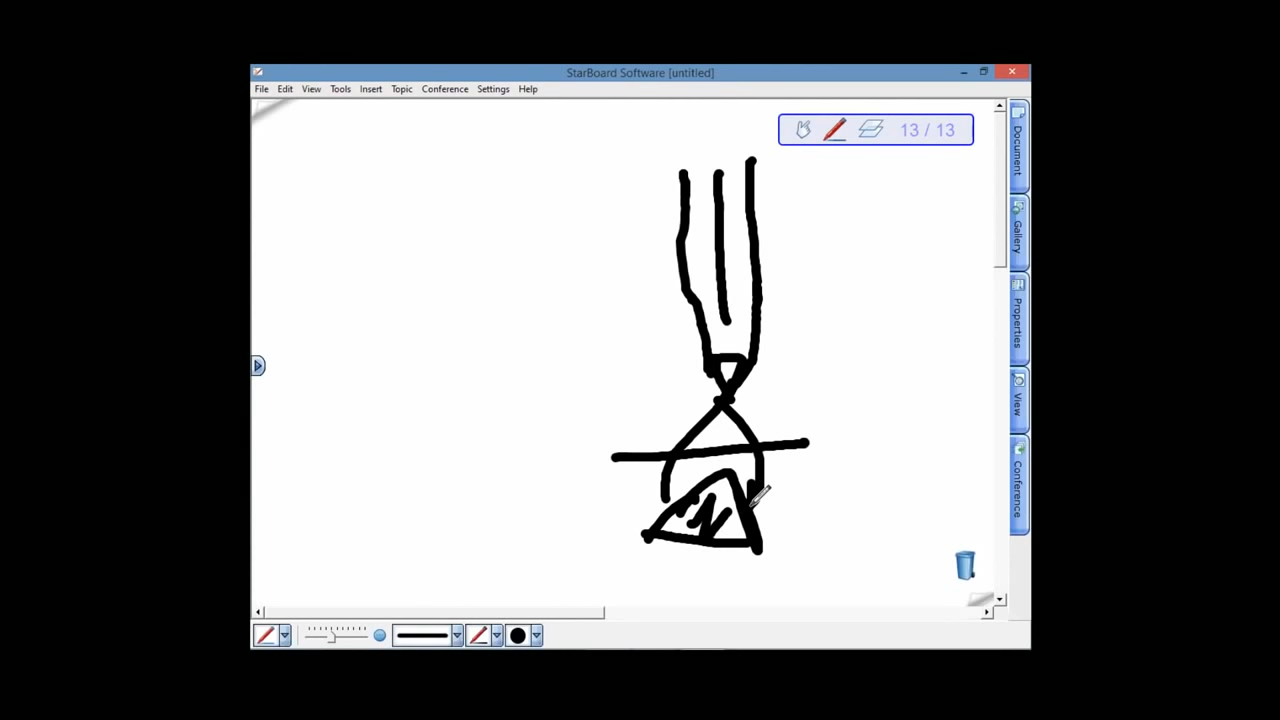 StarBoard Software [untitled]
File Edit View Tools Insert Topic Conference Settings Help
13 / 13
Document
Gallery
Properties
View
Conference